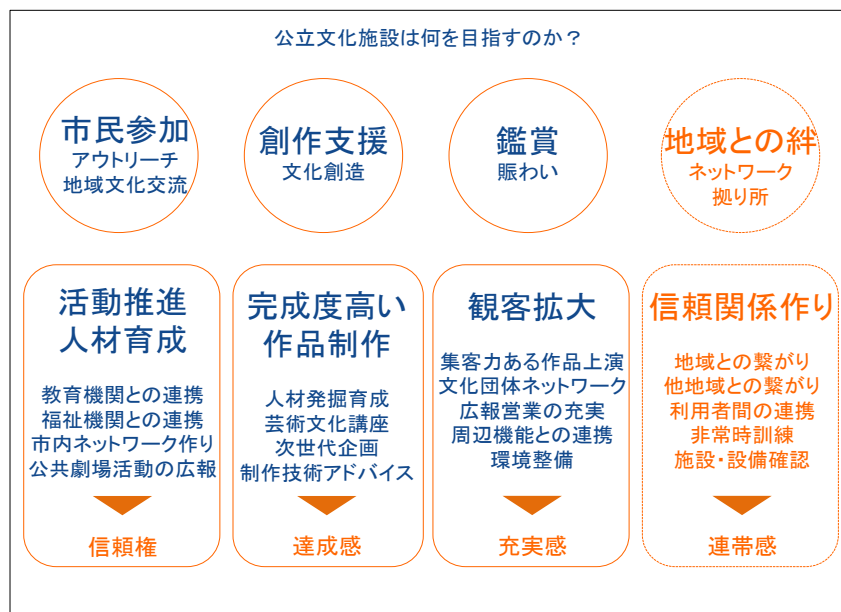 公立文化施設は何を目指すのか？
市民参加
アウトリーチ
地域文化交流
創作支援
文化創造
鑑賞
賑わい
地域との絆
ネットワーク
拠り所
活動推進
人材育成
教育機関との連携
福祉機関との連携
市内ネットワーク作り
公共劇場活動の広報
信頼権
完成度高い
作品制作
人材発掘育成
芸術文化講座
次世代企画
制作技術アドバイス
達成感
観客拡大
集客力ある作品上演
文化団体ネットワーク
広報営業の充実
周辺機能との連携
環境整備
充実感
信頼関係作り
地域との繋がり
他地域との繋がり
利用者間の連携
非常時訓練
施設・設備確認
連帯感